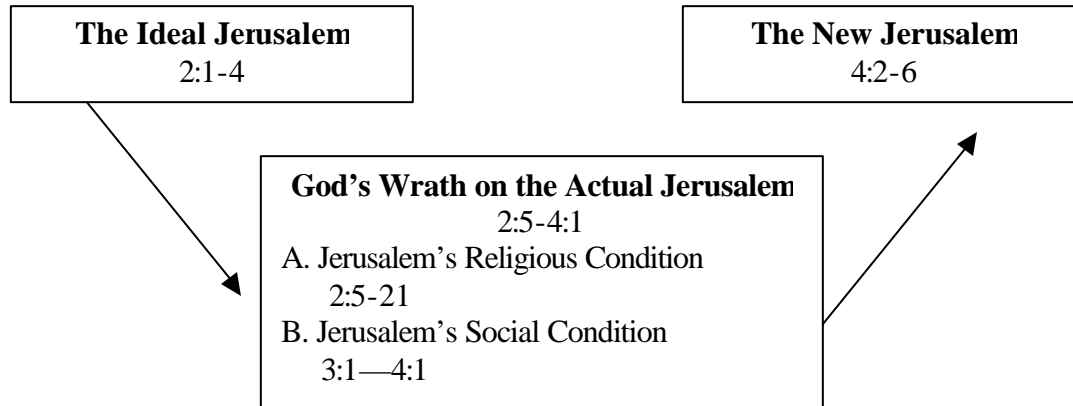 The Ideal Jerusalem
2:1-4
The New Jerusalem
4:2-6
God’s Wrath on the Actual Jerusalem
2:5-4:1
A. Jerusalem’s Religious Condition
2:5-21
B. Jerusalem’s Social Condition
3:1—4:1